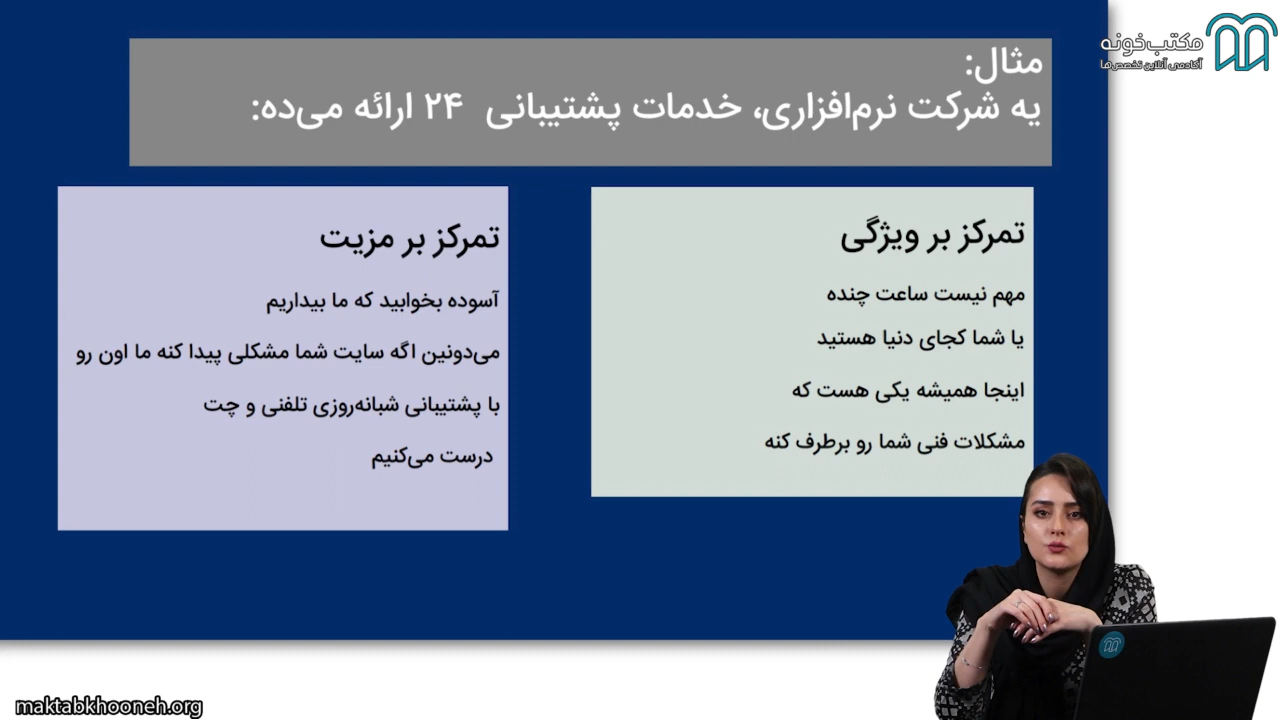 مکتب‌خونه
آکادمی آنلاین تخصص‌ها
مثال:
یه شرکت نرم‌افزاری، خدمات پشتیبانی ۲۴ ارائه می‌ده:
تمرکز بر ویژگی
مهم نیست ساعت چنده
یا شما کجای دنیا هستید
اینجا همیشه یکی هست که
مشکلات فنی شما رو برطرف کنه
تمرکز بر مزیت
آسوده بخوابید که ما بیداریم
می‌دونین اگه سایت شما مشکلی پیدا کنه ما اون رو
با پشتیبانی شبانه‌روزی تلفنی و چت
درست می‌کنیم
maktabkhooneh.org